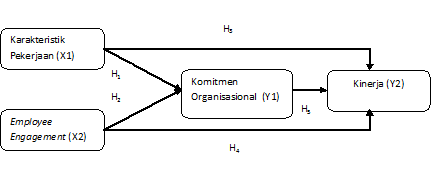 H₃
Karakteristik
Pekerjaan (X1)
H₁
Komitmen
Organisasional (Y1)
Kinerja (Y2)
H₂
H₅
Employee
Engagement (X2)
H₄